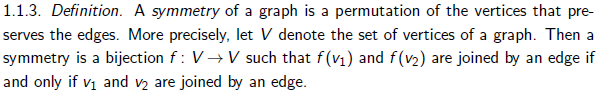 1.1.3. Definition. A symmetry of a graph is a permutation of the vertices that pre-
serves the edges. More precisely, let V denote the set of vertices of a graph. Then a
symmetry is a bijection f : V → V such that f(v₁) and f(v₂) are joined by an edge if
and only if v₁ and v₂ are joined by an edge.